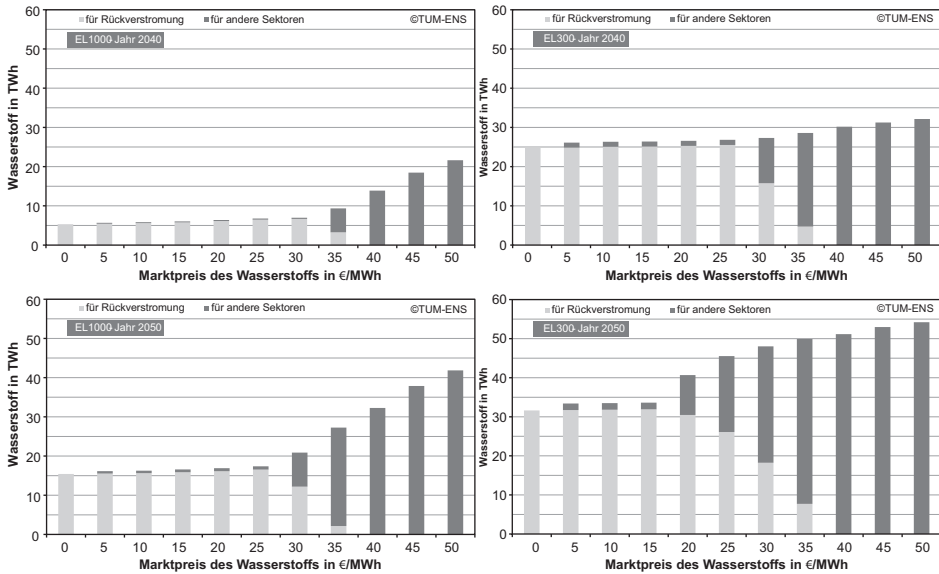 für Rückverstromung für andere Sektoren ©TUM-ENS
EL1000-Jahr 2040
Wasserstoff in TWh
60
50
40
30
20
10
0
0 5 10 15 20 25 30 35 40 45 50
Marktpreis des Wasserstoffs in €/MWh
für Rückverstromung für andere Sektoren ©TUM-ENS
EL300-Jahr 2040
Wasserstoff in TWh
60
50
40
30
20
10
0
0 5 10 15 20 25 30 35 40 45 50
Marktpreis des Wasserstoffs in €/MWh
für Rückverstromung für andere Sektoren ©TUM-ENS
EL1000-Jahr 2050
Wasserstoff in TWh
60
50
40
30
20
10
0
0 5 10 15 20 25 30 35 40 45 50
Marktpreis des Wasserstoffs in €/MWh
für Rückverstromung für andere Sektoren ©TUM-ENS
EL300-Jahr 2050
Wasserstoff in TWh
60
50
40
30
20
10
0
0 5 10 15 20 25 30 35 40 45 50
Marktpreis des Wasserstoffs in €/MWh